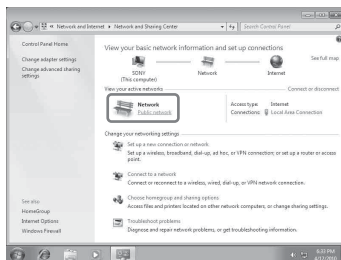 Network and Internet ▸ Network and Sharing Center
Search Control Panel
Control Panel Home
Change adapter settings
Change advanced sharing
settings
View your basic network information and set up connections
See full map
SONY
(This computer)
Network
Internet
View your active networks
Connect or disconnect
Network
Public network
Access type: Internet
Connections: Local Area Connection
Change your networking settings
Set up a new connection or network
Set up a wireless, broadband, dial-up, ad hoc, or VPN connection; or set up a router or access
point.
Connect to a network
Connect or reconnect to a wireless, wired, dial-up, or VPN network connection.
Choose homegroup and sharing options
Access files and printers located on other network computers, or change sharing settings.
Troubleshoot problems
Diagnose and repair network problems, or get troubleshooting information.
See also
HomeGroup
Internet Options
Windows Firewall